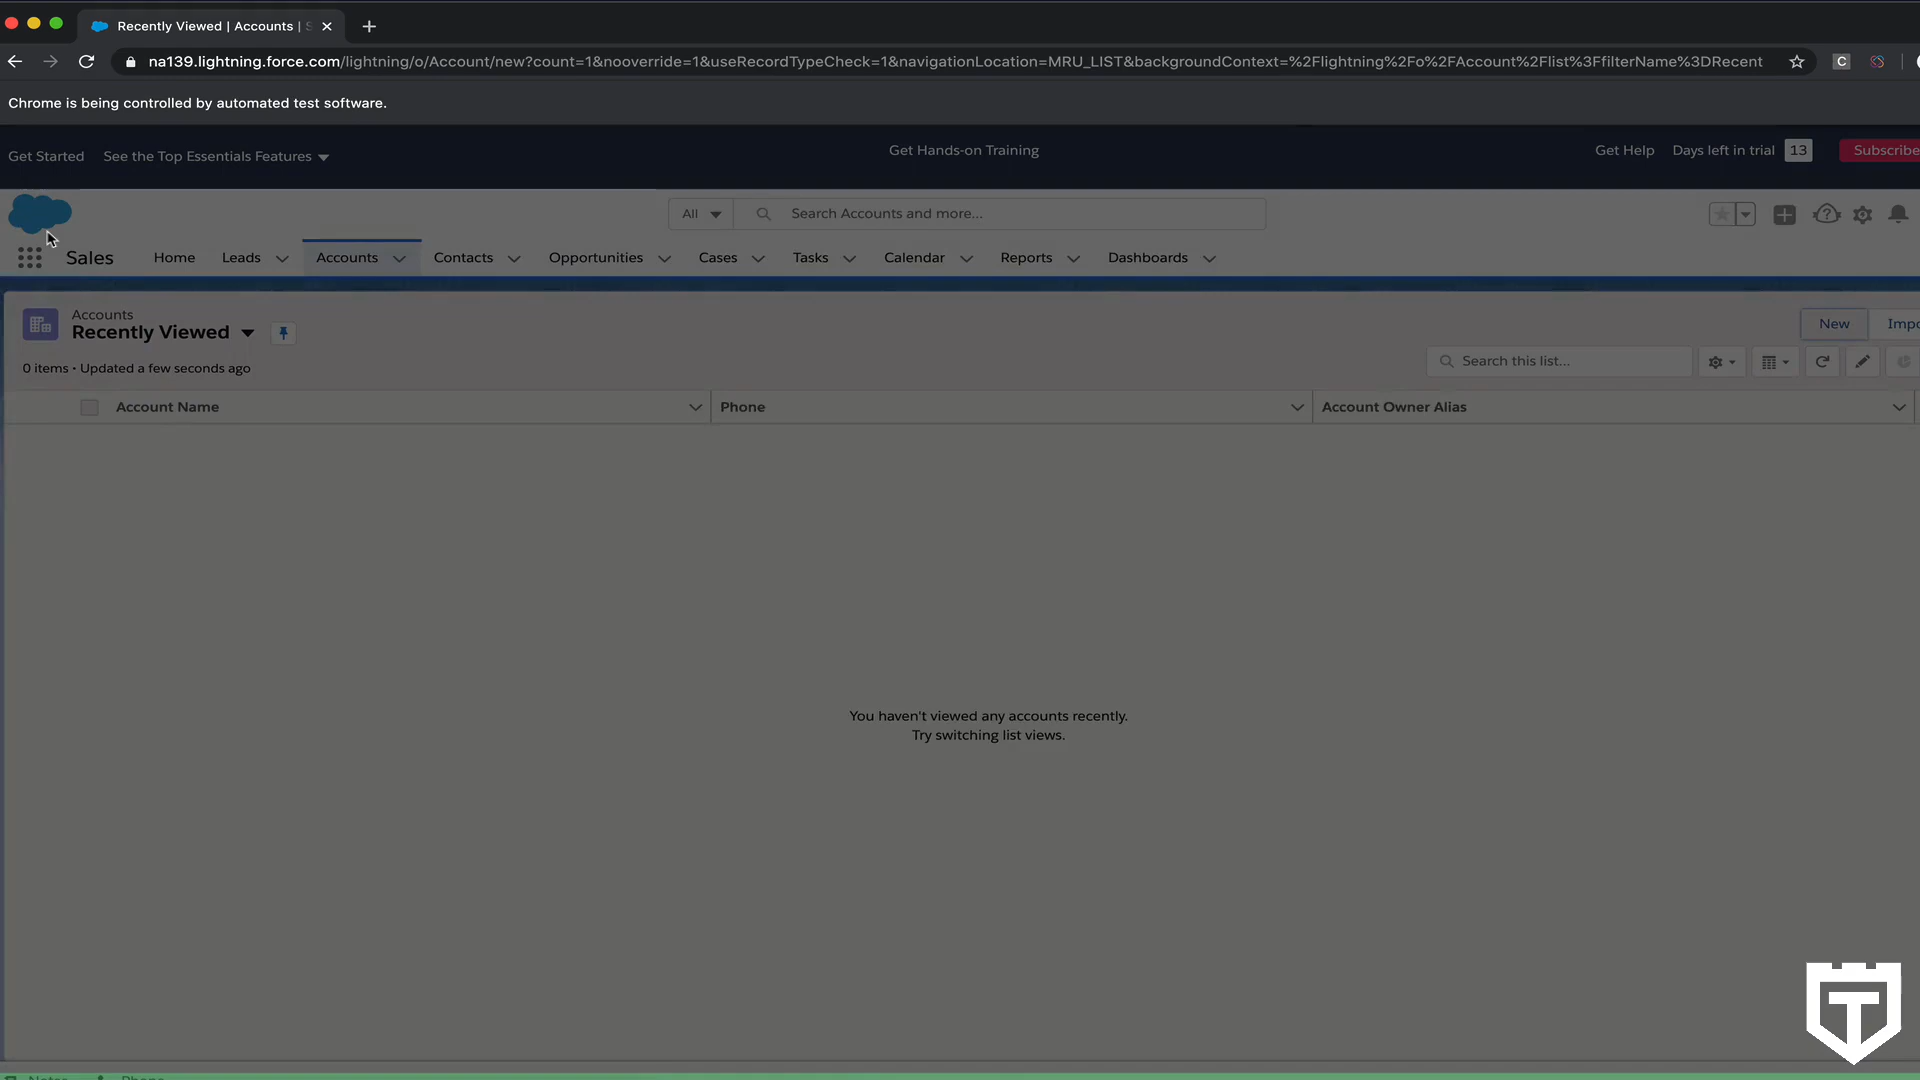 Recently Viewed | Accounts |
na139.lightning.force.com/lightning/o/Account/new?count=1&nooverride=1&useRecordTypeCheck=1&navigationLocation=MRU_LIST&backgroundContext=%2Flightning%2Fo%2FAccount%2Flist%3FfilterName%3DRecent
C
Chrome is being controlled by automated test software.
Get Started See the Top Essentials Features Get Hands-on Training Get Help Days left in trial 13 Subscribe
All Search Accounts and more...
Sales Home Leads Accounts Contacts Opportunities Cases Tasks Calendar Reports Dashboards
Accounts
Recently Viewed
New Impo
0 items • Updated a few seconds ago
Search this list...
Account Name Phone Account Owner Alias
You haven't viewed any accounts recently.
Try switching list views.
T